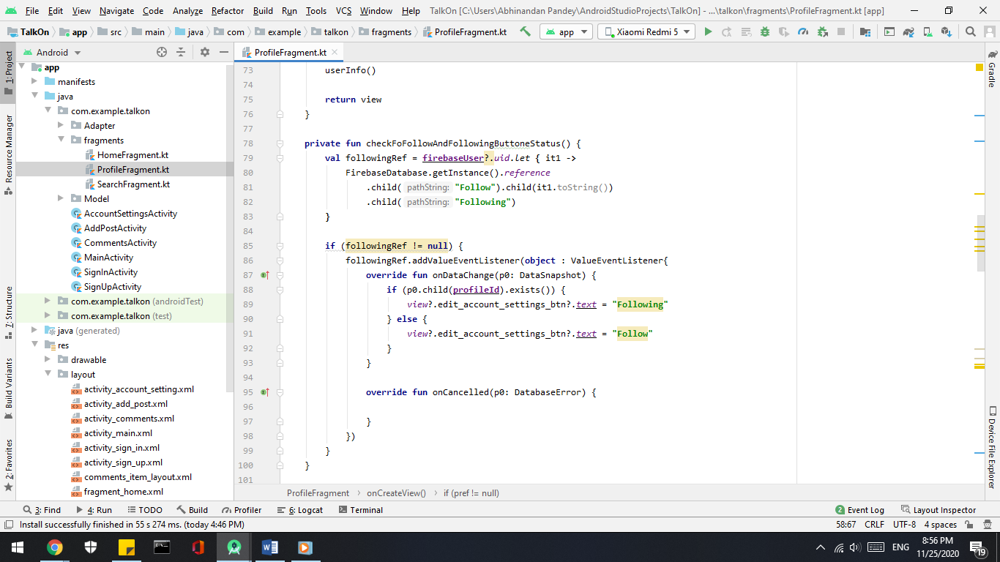 File Edit View Navigate Code Analyze Refactor Build Run Tools VCS Window Help TalkOn [C:\Users\Abhinandan Pandey\AndroidStudioProjects\TalkOn] - ...\talkon\fragments\ProfileFragment.kt [app]
TalkOn app src main java com example talkon fragments ProfileFragment.kt app Xiaomi Redmi 5
Android
ProfileFragment.kt
1: Project
Resource Manager
7: Structure
Build Variants
2: Favorites
app
manifests
java
com.example.talkon
Adapter
fragments
HomeFragment.kt
ProfileFragment.kt
SearchFragment.kt
Model
AccountSettingsActivity
AddPostActivity
CommentsActivity
MainActivity
SignInActivity
SignUpActivity
com.example.talkon (androidTest)
com.example.talkon (test)
java (generated)
res
drawable
layout
activity_account_setting.xml
activity_add_post.xml
activity_comments.xml
activity_main.xml
activity_sign_in.xml
activity_sign_up.xml
comments_item_layout.xml
fragment_home.xml
73 userInfo()
74
75 return view
76 }
77
78 private fun checkFoFollowAndFollowingButtoneStatus() {
79 val followingRef = firebaseUser?.uid.let { it1 ->
80 FirebaseDatabase.getInstance().reference
81 .child( pathString: "Follow").child(it1.toString())
82 .child( pathString: "Following")
83 }
84
85 if (followingRef != null) {
86 followingRef.addValueEventListener(object : ValueEventListener{
87 override fun onDataChange(p0: DataSnapshot) {
88 if (p0.child(profileId).exists()) {
89 view?.edit_account_settings_btn?.text = "Following"
90 } else {
91 view?.edit_account_settings_btn?.text = "Follow"
92 }
93 }
94
95 override fun onCancelled(p0: DatabaseError) {
96
97 }
98 })
99 }
100 }
101
Gradle
Device File Explorer
ProfileFragment onCreateView() if (pref != null)
3: Find 4: Run TODO Build Profiler 6: Logcat Terminal 2 Event Log Layout Inspector
Install successfully finished in 55 s 274 ms. (today 4:46 PM) 58:67 CRLF UTF-8 4 spaces
ENG 8:56 PM
11/25/2020
19